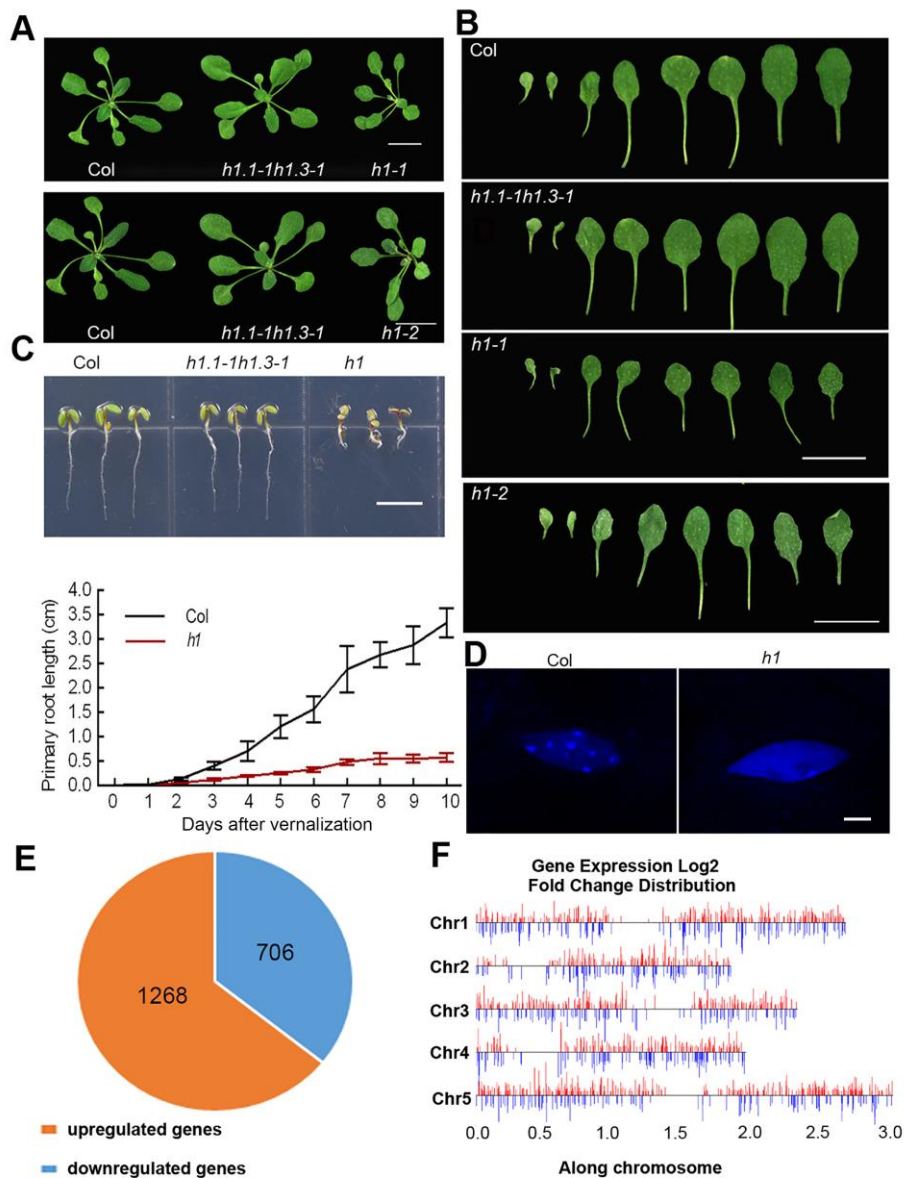 A
Col
h1.1-1h1.3-1
h1-1
Col
h1.1-1h1.3-1
h1-2
B
Col
h1.1-1h1.3-1
h1-1
h1-2
C
Col
h1.1-1h1.3-1
h1
Primary root length (cm)
4.0
3.5
3.0
2.5
2.0
1.5
1.0
0.5
0.0
Col
h1
0 1 2 3 4 5 6 7 8 9 10
Days after vernalization
D
Col
h1
E
706
1268
upregulated genes
downregulated genes
F
Gene Expression Log2
Fold Change Distribution
Chr1
Chr2
Chr3
Chr4
Chr5
0.0 0.5 1.0 1.5 2.0 2.5 3.0
Along chromosome